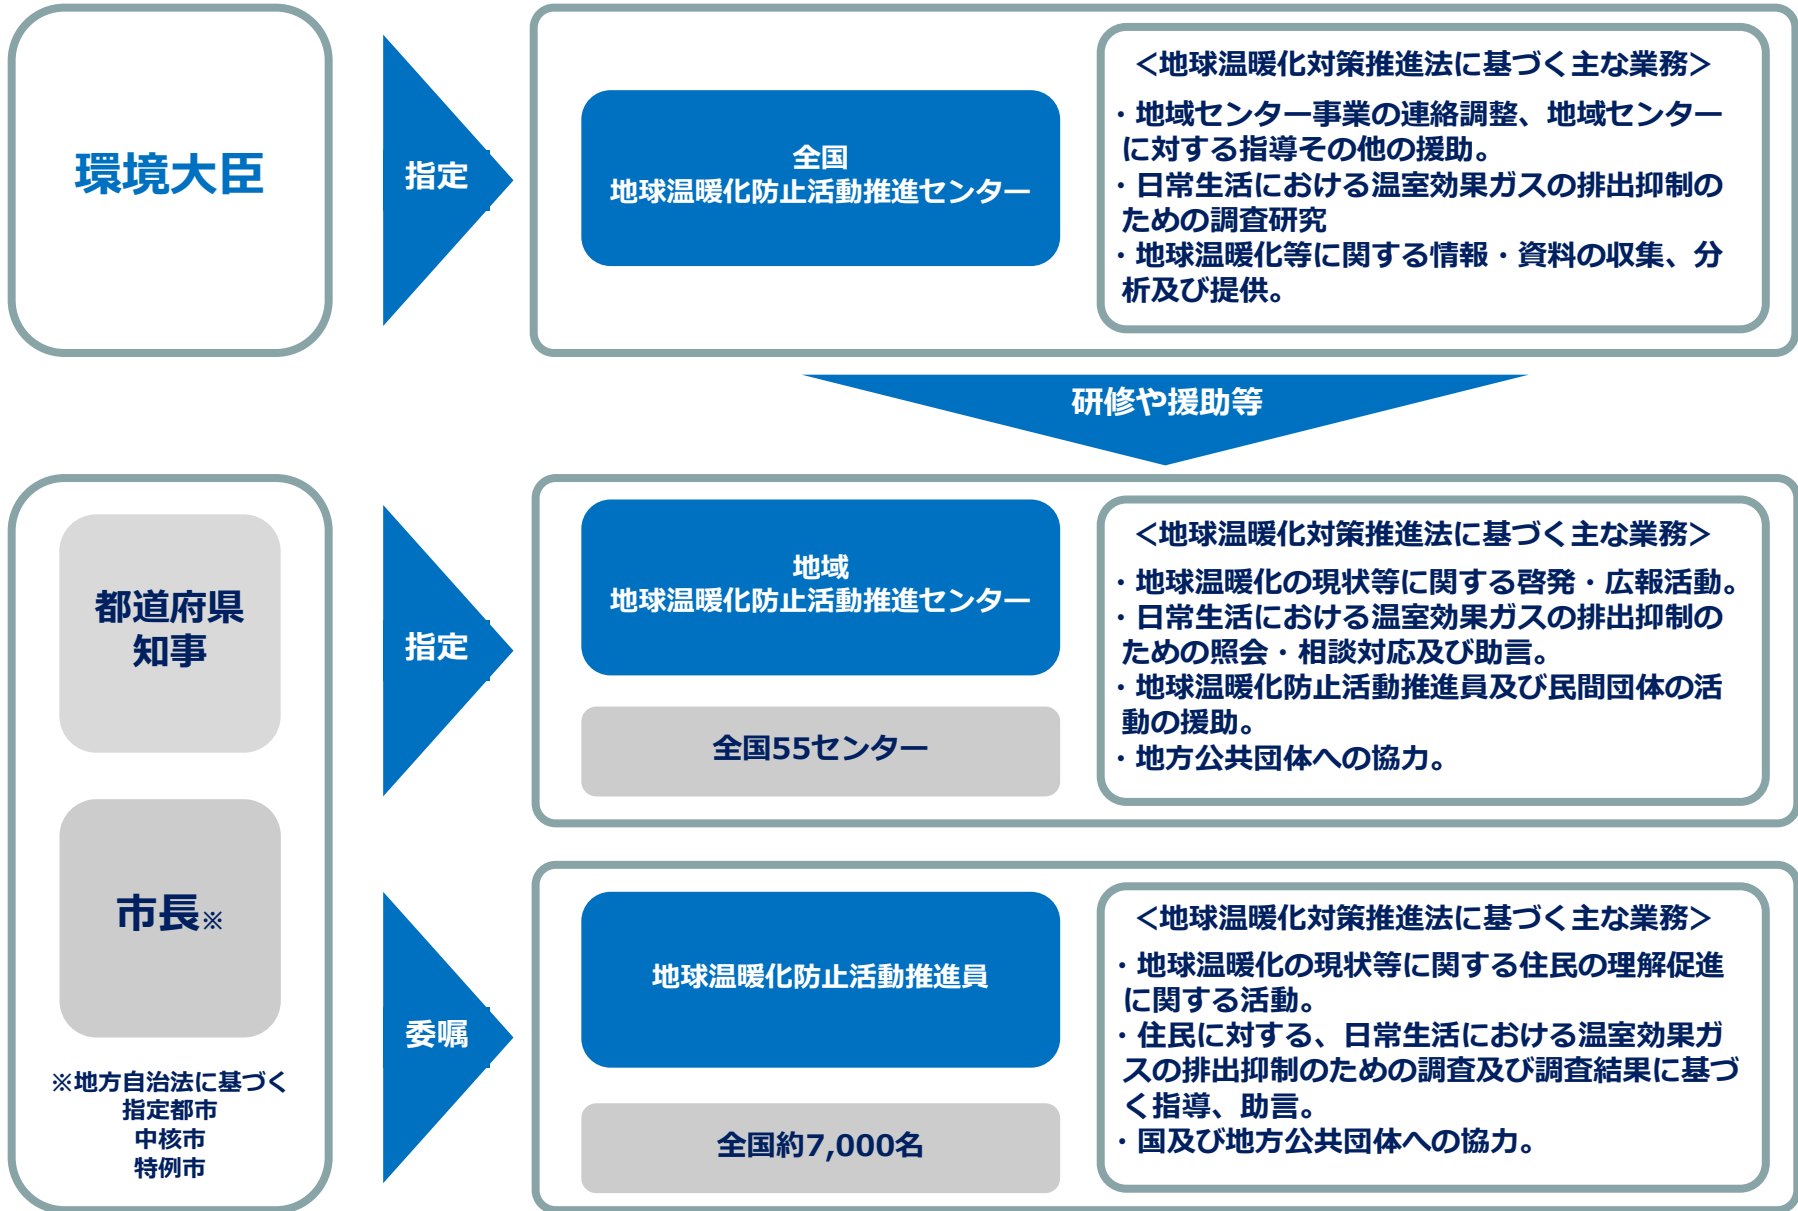 環境大臣
指定
全国
地球温暖化防止活動推進センター
<地球温暖化対策推進法に基づく主な業務>
・地域センター事業の連絡調整、地域センター
に対する指導その他の援助。
・日常生活における温室効果ガスの排出抑制の
ための調査研究
・地球温暖化等に関する情報・資料の収集、分
析及び提供。
研修や援助等
都道府県
知事
市長※
※地方自治法に基づく
指定都市
中核市
特例市
指定
地域
地球温暖化防止活動推進センター
全国55センター
<地球温暖化対策推進法に基づく主な業務>
・地球温暖化の現状等に関する啓発・広報活動。
・日常生活における温室効果ガスの排出抑制の
ための照会・相談対応及び助言。
・地球温暖化防止活動推進員及び民間団体の活
動の援助。
・地方公共団体への協力。
委嘱
地球温暖化防止活動推進員
全国約7,000名
<地球温暖化対策推進法に基づく主な業務>
・地球温暖化の現状等に関する住民の理解促進
に関する活動。
・住民に対する、日常生活における温室効果ガ
スの排出抑制のための調査及び調査結果に基づ
く指導、助言。
・国及び地方公共団体への協力。